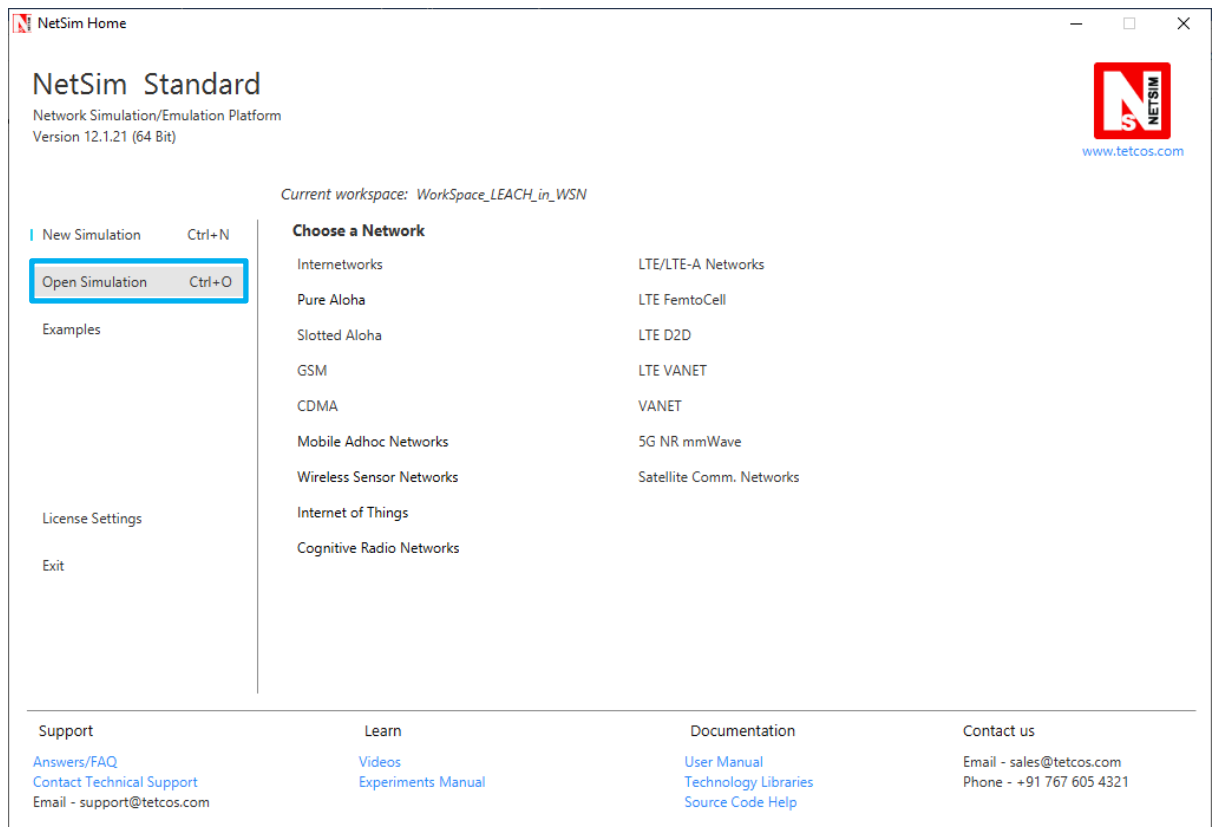 NetSim Home
NetSim Standard
Network Simulation/Emulation Platform
Version 12.1.21 (64 Bit)
NETSIM
NS
www.tetcos.com
Current workspace: WorkSpace_LEACH_in_WSN
New Simulation Ctrl+N
Open Simulation Ctrl+O
Examples
License Settings
Exit
Choose a Network
Internetworks
Pure Aloha
Slotted Aloha
GSM
CDMA
Mobile Adhoc Networks
Wireless Sensor Networks
Internet of Things
Cognitive Radio Networks
LTE/LTE-A Networks
LTE FemtoCell
LTE D2D
LTE VANET
VANET
5G NR mmWave
Satellite Comm. Networks
Support
Answers/FAQ
Contact Technical Support
Email - support@tetcos.com
Learn
Videos
Experiments Manual
Documentation
User Manual
Technology Libraries
Source Code Help
Contact us
Email - sales@tetcos.com
Phone - +91 767 605 4321